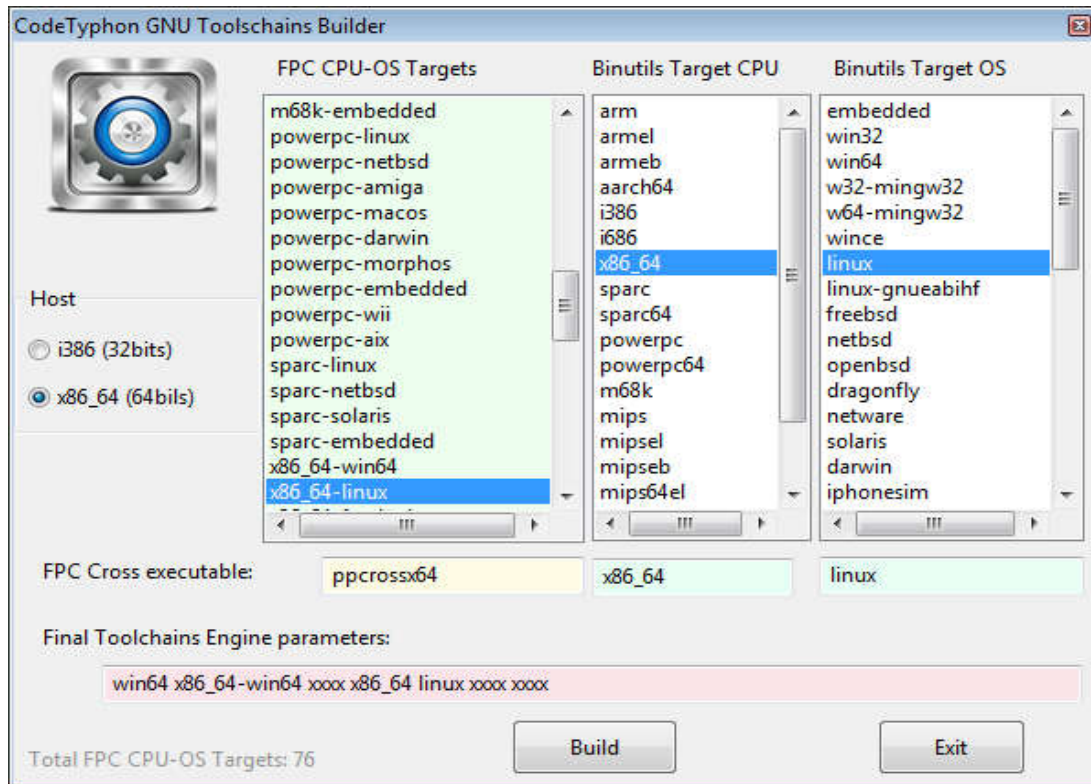 CodeTyphon GNU Toolschains Builder
FPC CPU-OS Targets
m68k-embedded
powerpc-linux
powerpc-netbsd
powerpc-amiga
powerpc-macos
powerpc-darwin
powerpc-morphos
powerpc-embedded
powerpc-wii
powerpc-aix
sparc-linux
sparc-netbsd
sparc-solaris
sparc-embedded
x86_64-win64
x86_64-linux
Binutils Target CPU
arm
armel
armeb
aarch64
i386
i686
x86_64
sparc
sparc64
powerpc
powerpc64
m68k
mips
mipsel
mipseb
mips64el
Binutils Target OS
embedded
win32
win64
w32-mingw32
w64-mingw32
wince
linux
linux-gnueabihf
freebsd
netbsd
openbsd
dragonfly
netware
solaris
darwin
iphonesim
Host
i386 (32bits)
x86_64 (64bils)
FPC Cross executable: ppcrossx64 x86_64 linux
Final Toolchains Engine parameters:
win64 x86_64-win64 xxxx x86_64 linux xxxx xxxx
Total FPC CPU-OS Targets: 76
Build
Exit